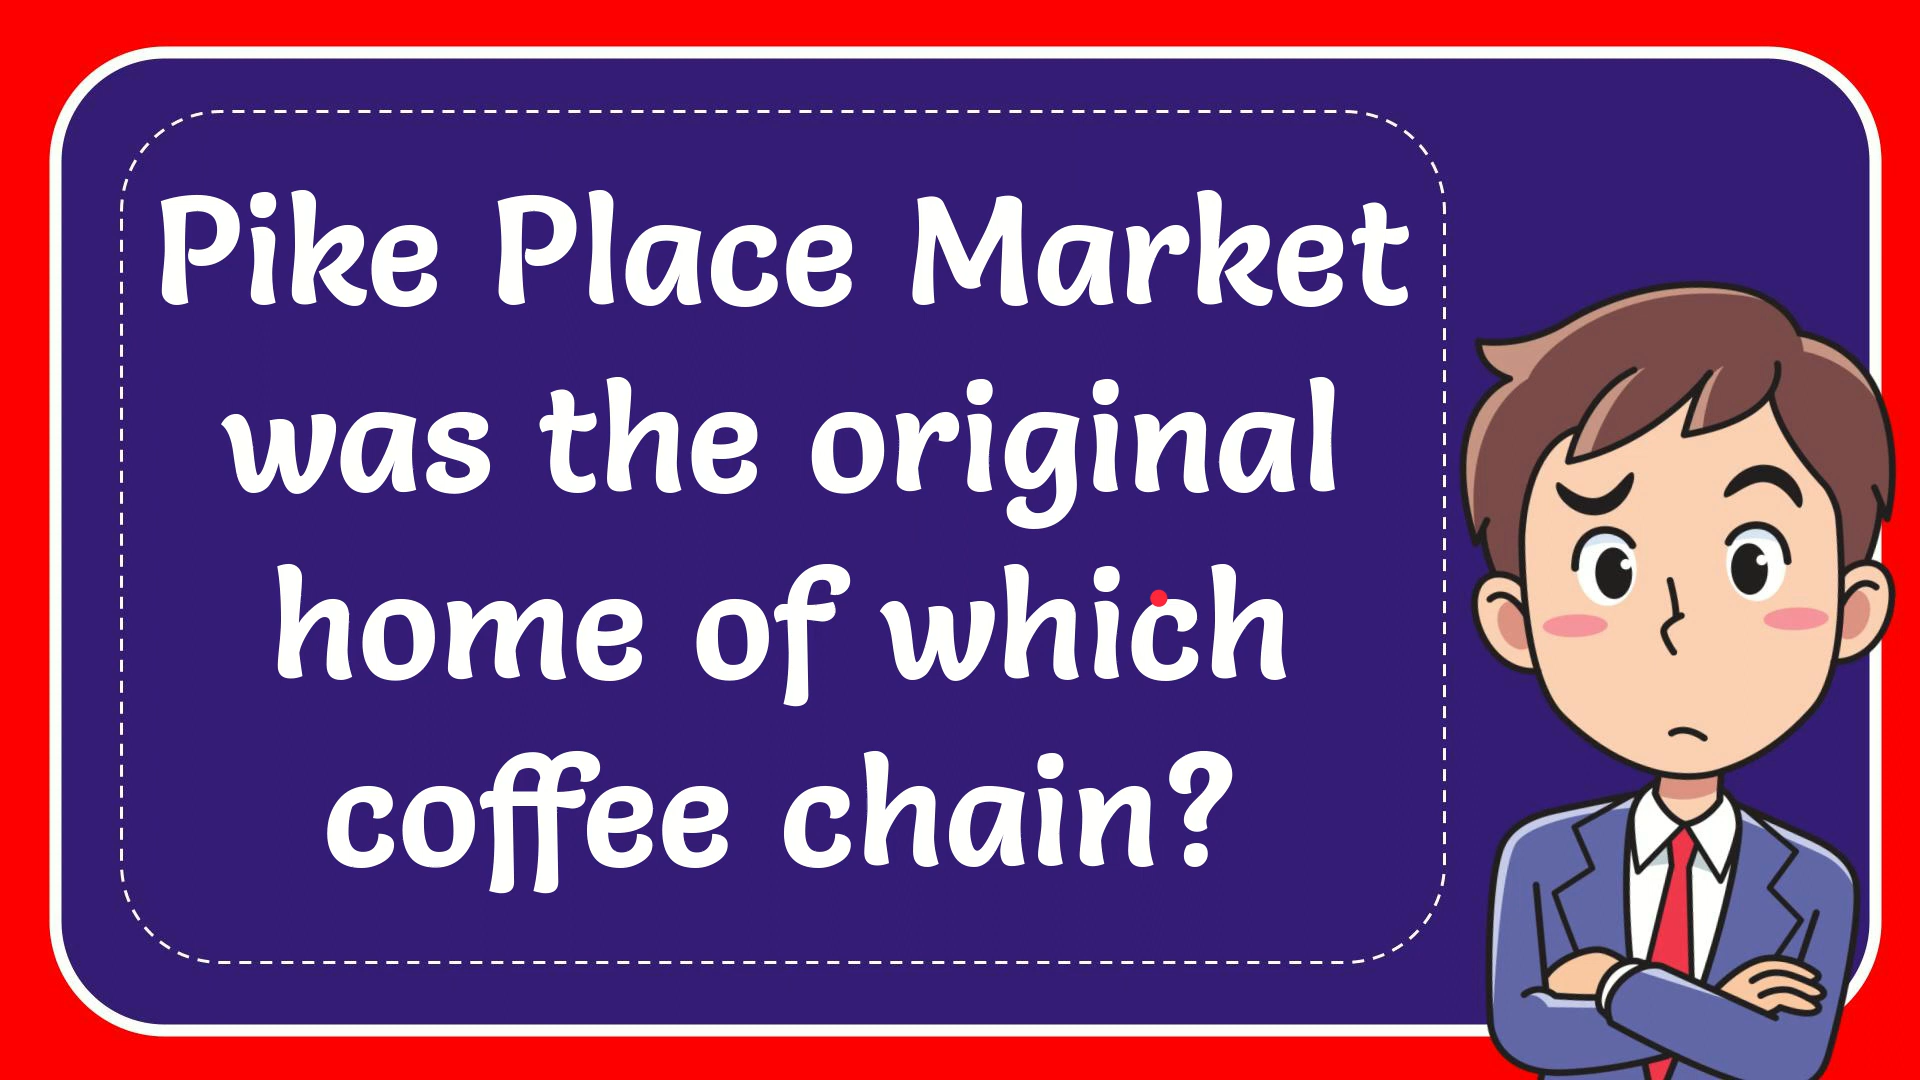 Pike Place Market
was the original
home of which
coffee chain?